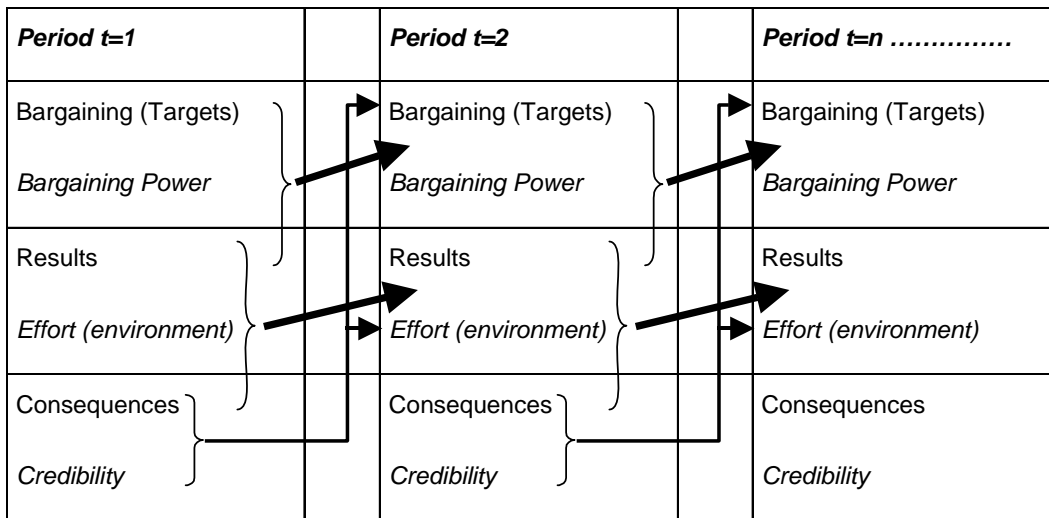 Period t=1
Period t=2
Period t=n ……………
Bargaining (Targets)
Bargaining (Targets)
Bargaining (Targets)
Bargaining Power
Bargaining Power
Bargaining Power
Results
Results
Results
Effort (environment)
Effort (environment)
Effort (environment)
Consequences
Consequences
Consequences
Credibility
Credibility
Credibility